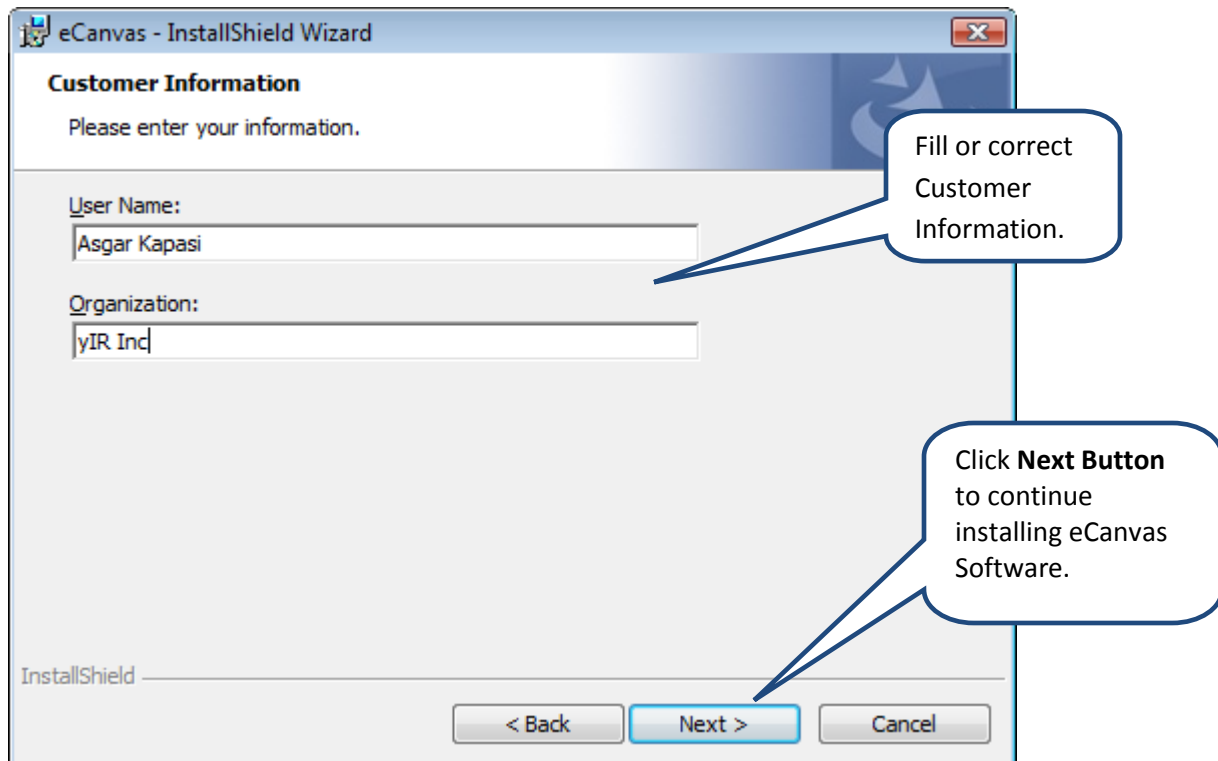 eCanvas - InstallShield Wizard
Customer Information
Please enter your information.
Fill or correct
Customer
Information.
User Name:
Asgar Kapasi
Organization:
yIR Inc
Click Next Button
to continue
installing eCanvas
Software.
InstallShield
< Back
Next >
Cancel